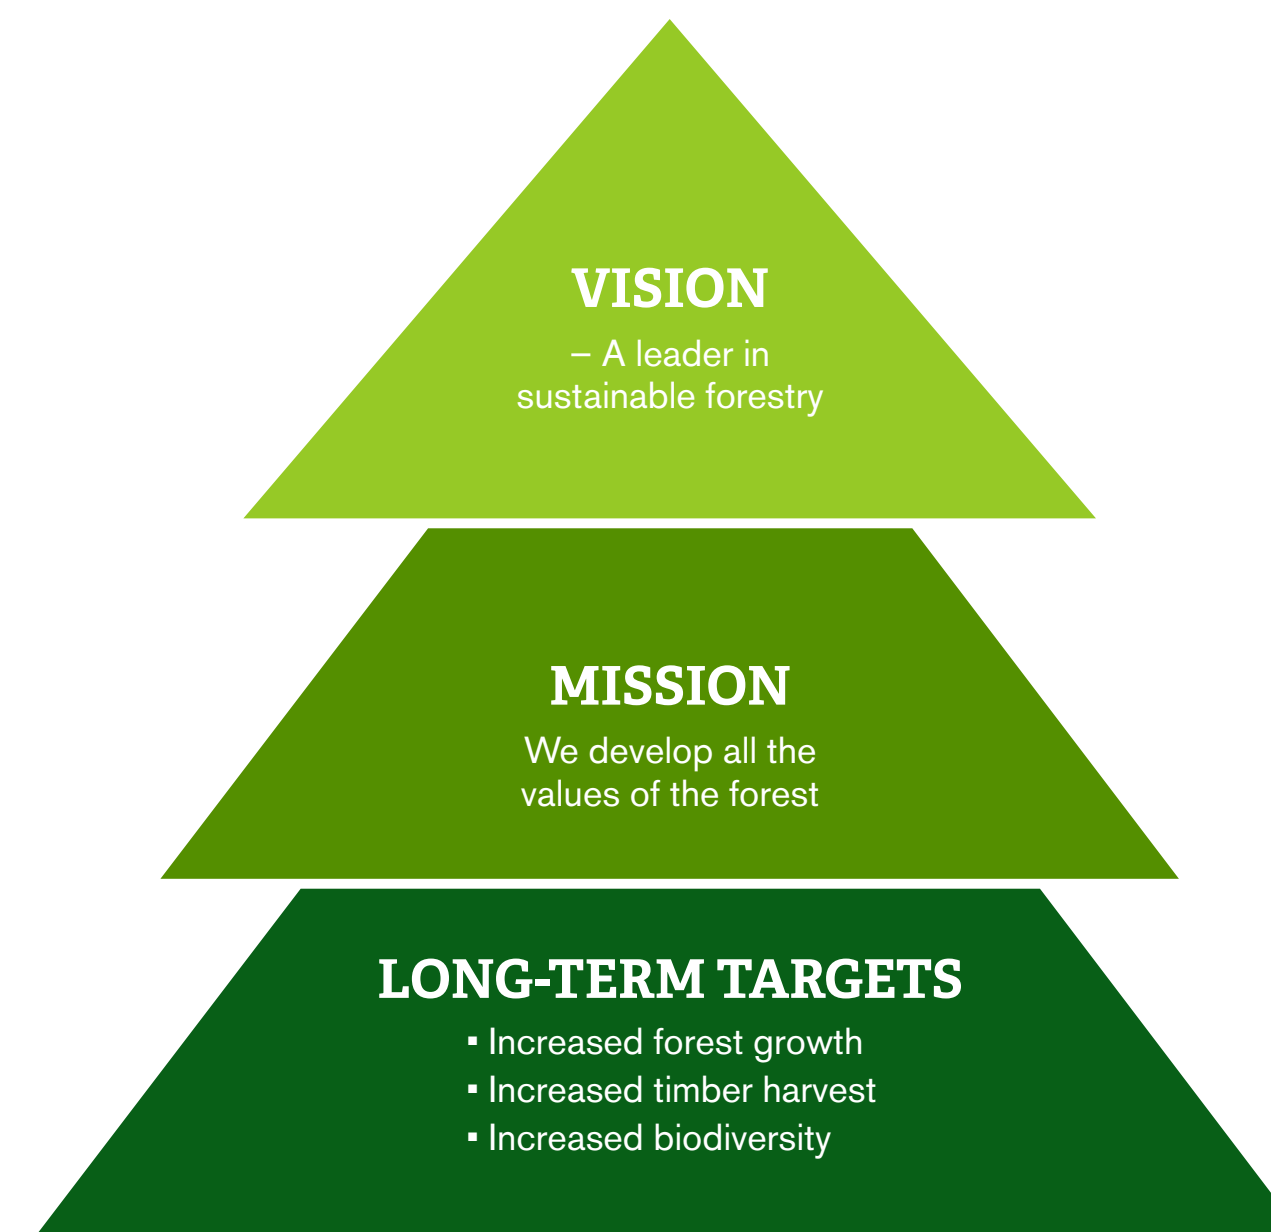 VISION
– A leader in
sustainable forestry
MISSION
We develop all the
values of the forest
LONG-TERM TARGETS
▪ Increased forest growth
▪ Increased timber harvest
▪ Increased biodiversity